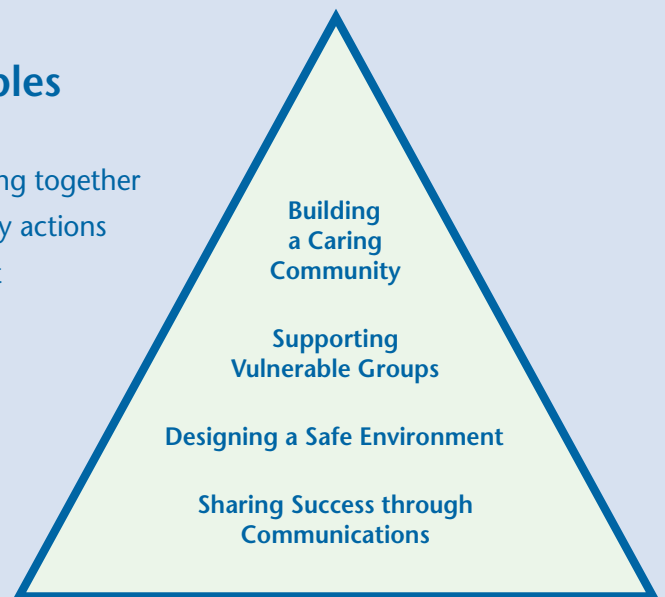 ples
ng together
y actions
Building
a Caring
Community
Supporting
Vulnerable Groups
Designing a Safe Environment
Sharing Success through
Communications